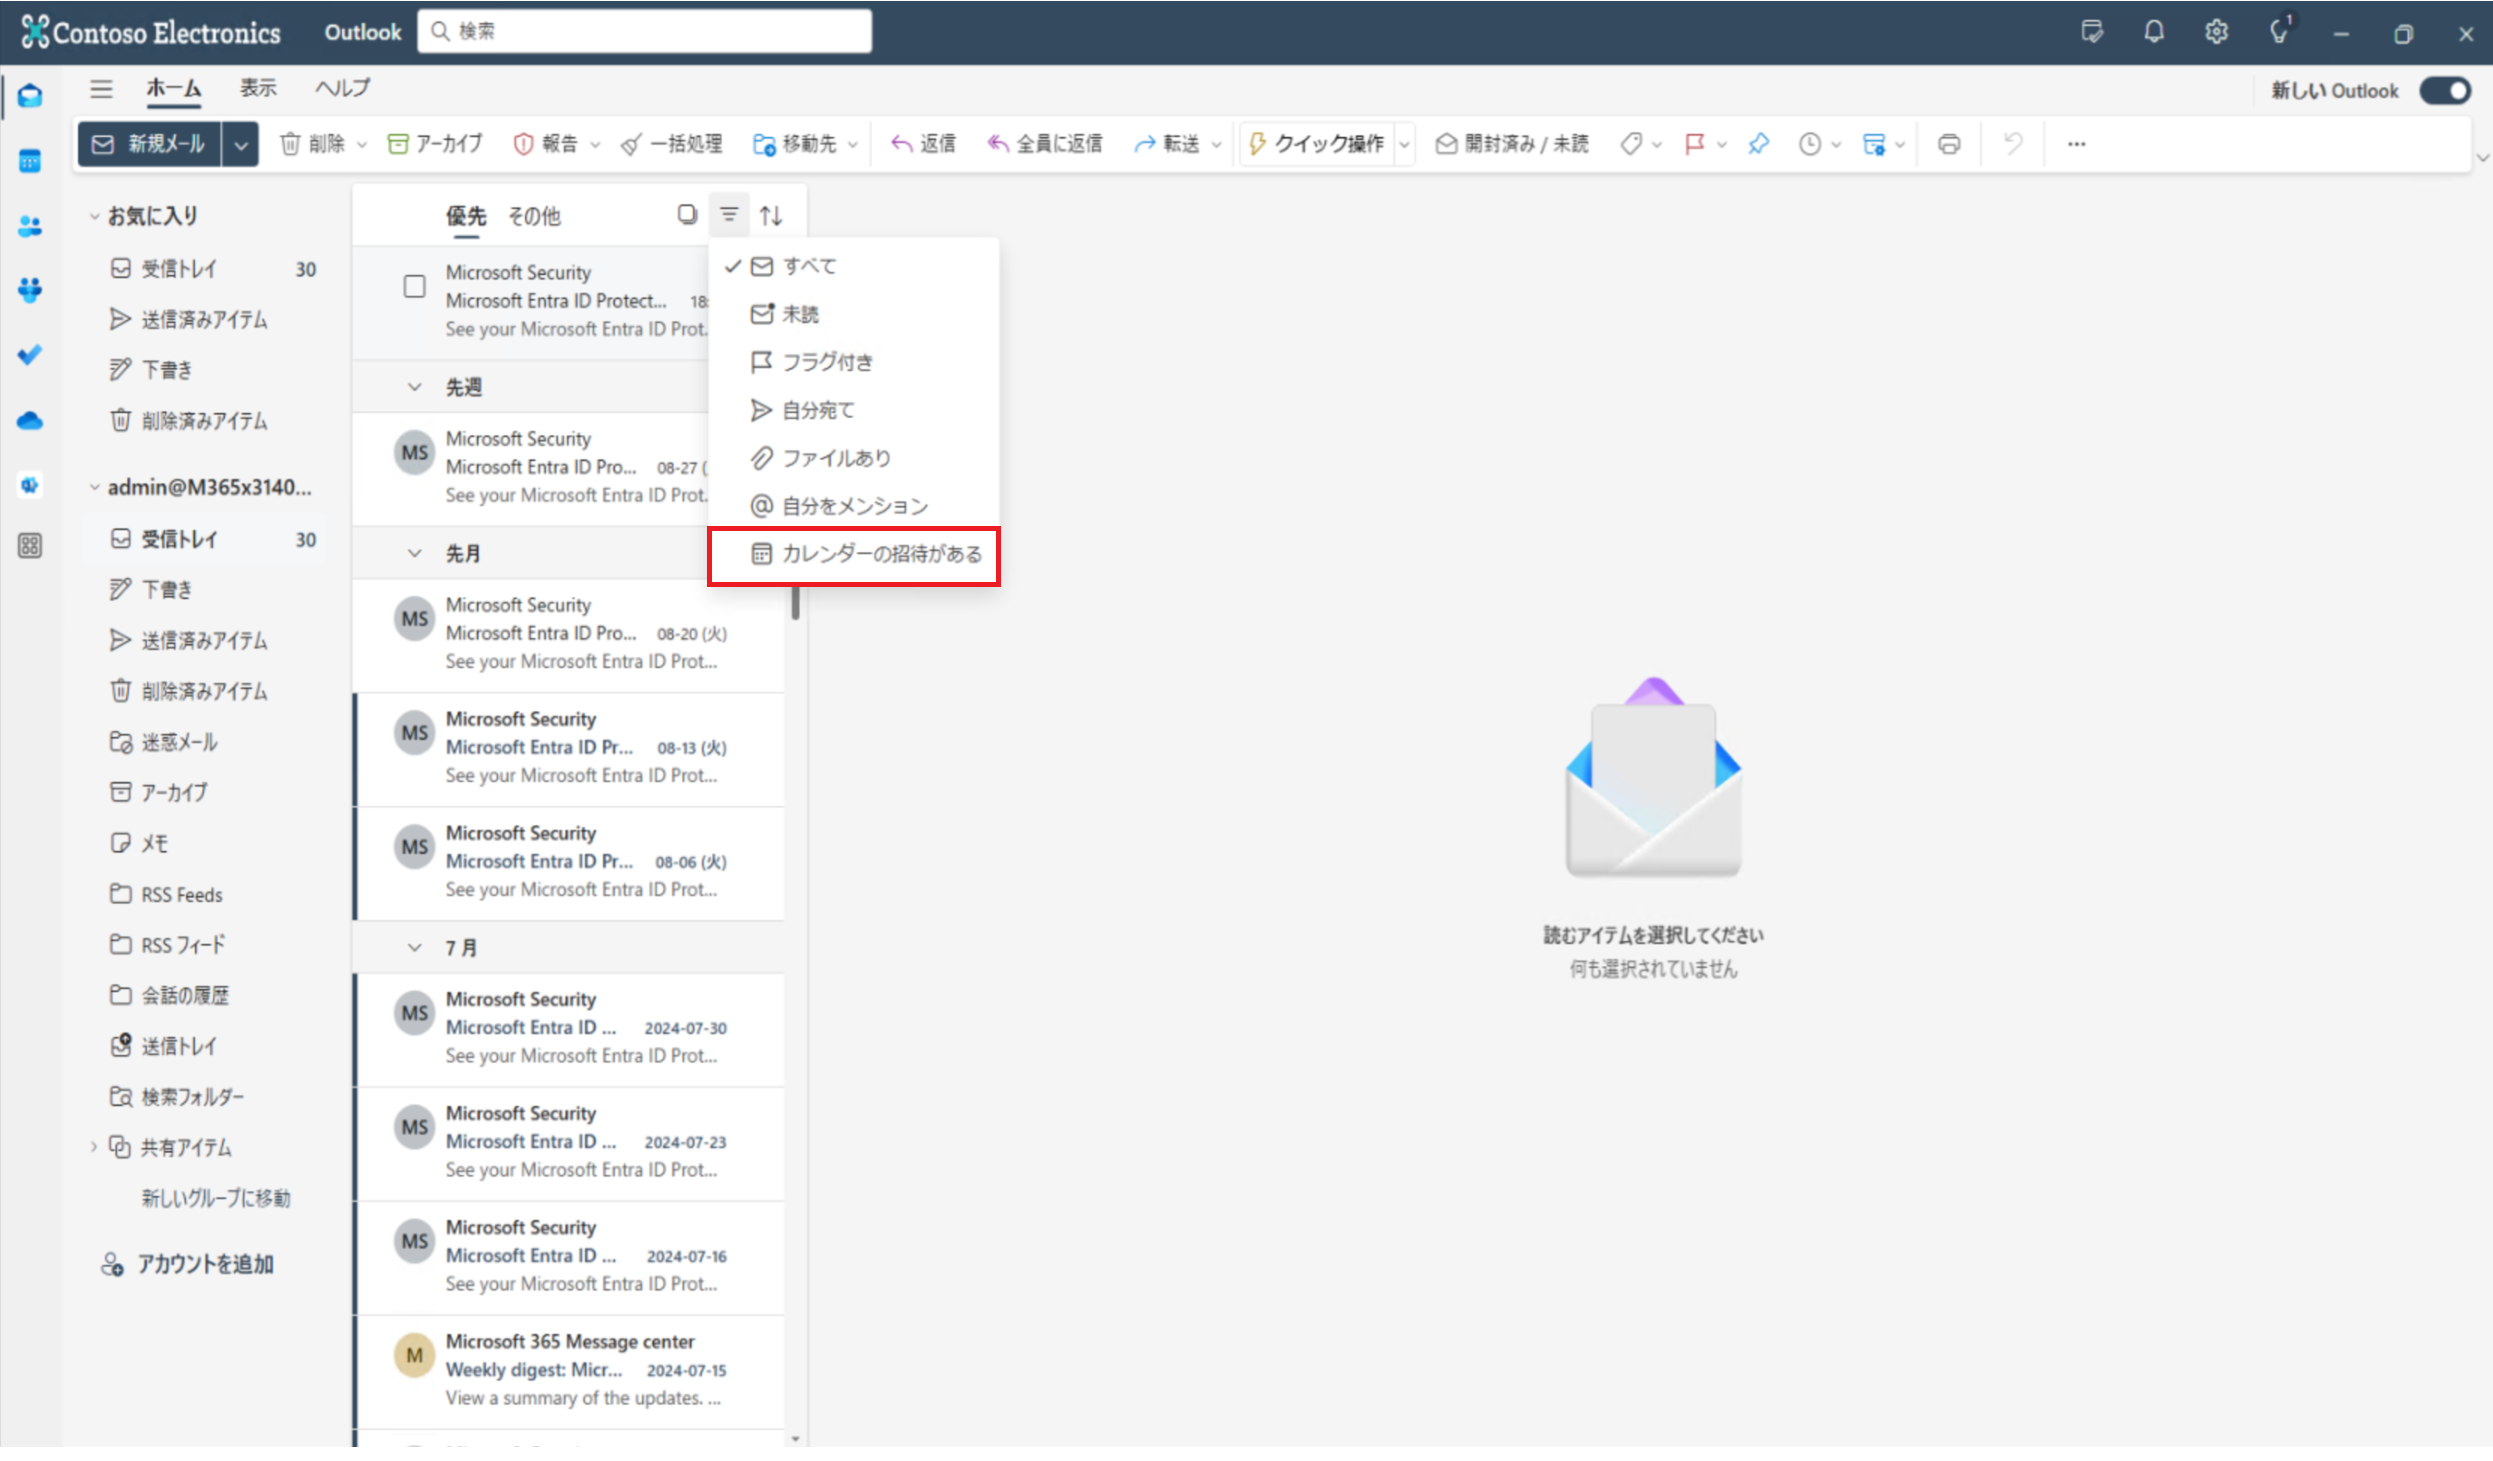 Contoso Electronics
Outlook
検索
1
ホーム
表示
ヘルプ
新しい Outlook
新規メール
削除
アーカイブ
報告
一括処理
移動先
返信
全員に返信
転送
クイック操作
開封済み / 未読
お気に入り
受信トレイ 30
送信済みアイテム
下書き
削除済みアイテム
admin@M365x3140...
受信トレイ 30
下書き
送信済みアイテム
削除済みアイテム
迷惑メール
アーカイブ
メモ
RSS Feeds
RSS フィード
会話の履歴
送信トレイ
検索フォルダー
共有アイテム
新しいグループに移動
アカウントを追加
優先 その他
Microsoft Security
Microsoft Entra ID Protect... 18:
See your Microsoft Entra ID Prot.
先週
MS
Microsoft Security
Microsoft Entra ID Pro... 08-27 (
See your Microsoft Entra ID Prot.
先月
MS
Microsoft Security
Microsoft Entra ID Pro... 08-20 (火)
See your Microsoft Entra ID Prot...
MS
Microsoft Security
Microsoft Entra ID Pr... 08-13 (火)
See your Microsoft Entra ID Prot...
MS
Microsoft Security
Microsoft Entra ID Pr... 08-06 (火)
See your Microsoft Entra ID Prot...
7 月
MS
Microsoft Security
Microsoft Entra ID ... 2024-07-30
See your Microsoft Entra ID Prot...
MS
Microsoft Security
Microsoft Entra ID ... 2024-07-23
See your Microsoft Entra ID Prot...
MS
Microsoft Security
Microsoft Entra ID ... 2024-07-16
See your Microsoft Entra ID Prot...
M
Microsoft 365 Message center
Weekly digest: Micr... 2024-07-15
View a summary of the updates. ...
すべて
未読
フラグ付き
自分宛て
ファイルあり
自分をメンション
カレンダーの招待がある
読むアイテムを選択してください
何も選択されていません